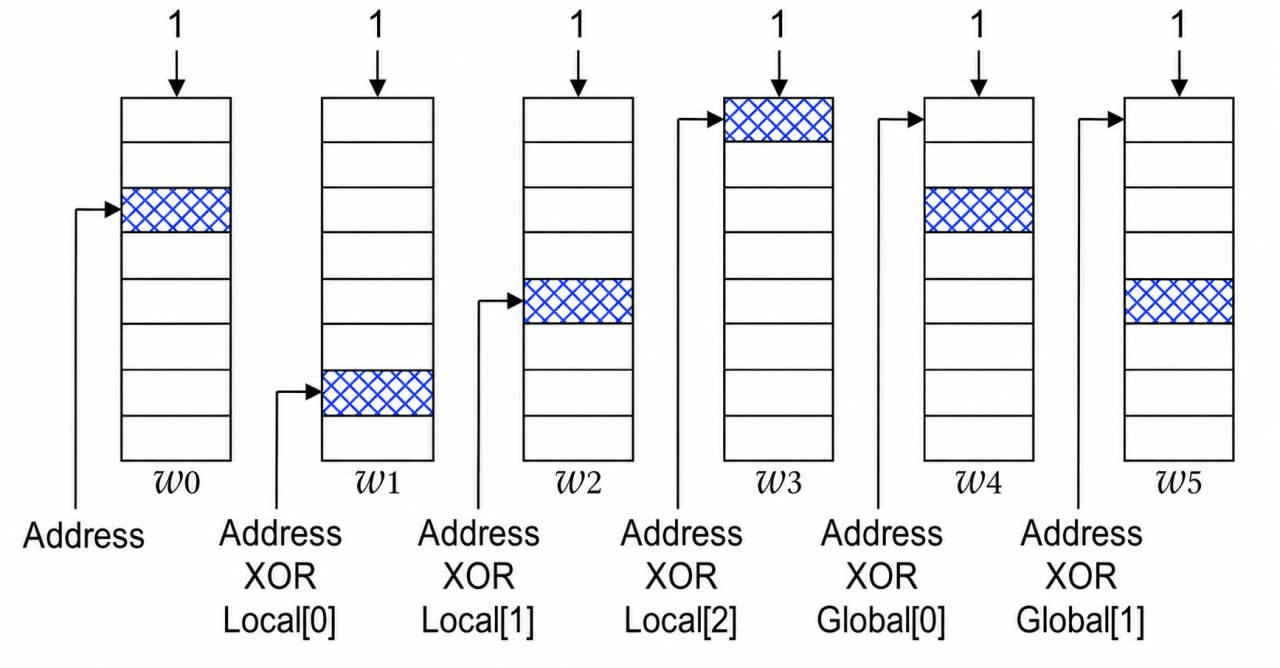 1 1 1 1 1 1
w0 w1 w2 w3 w4 w5
Address Address Address Address Address Address
XOR XOR XOR XOR XOR
Local[0] Local[1] Local[2] Global[0] Global[1]